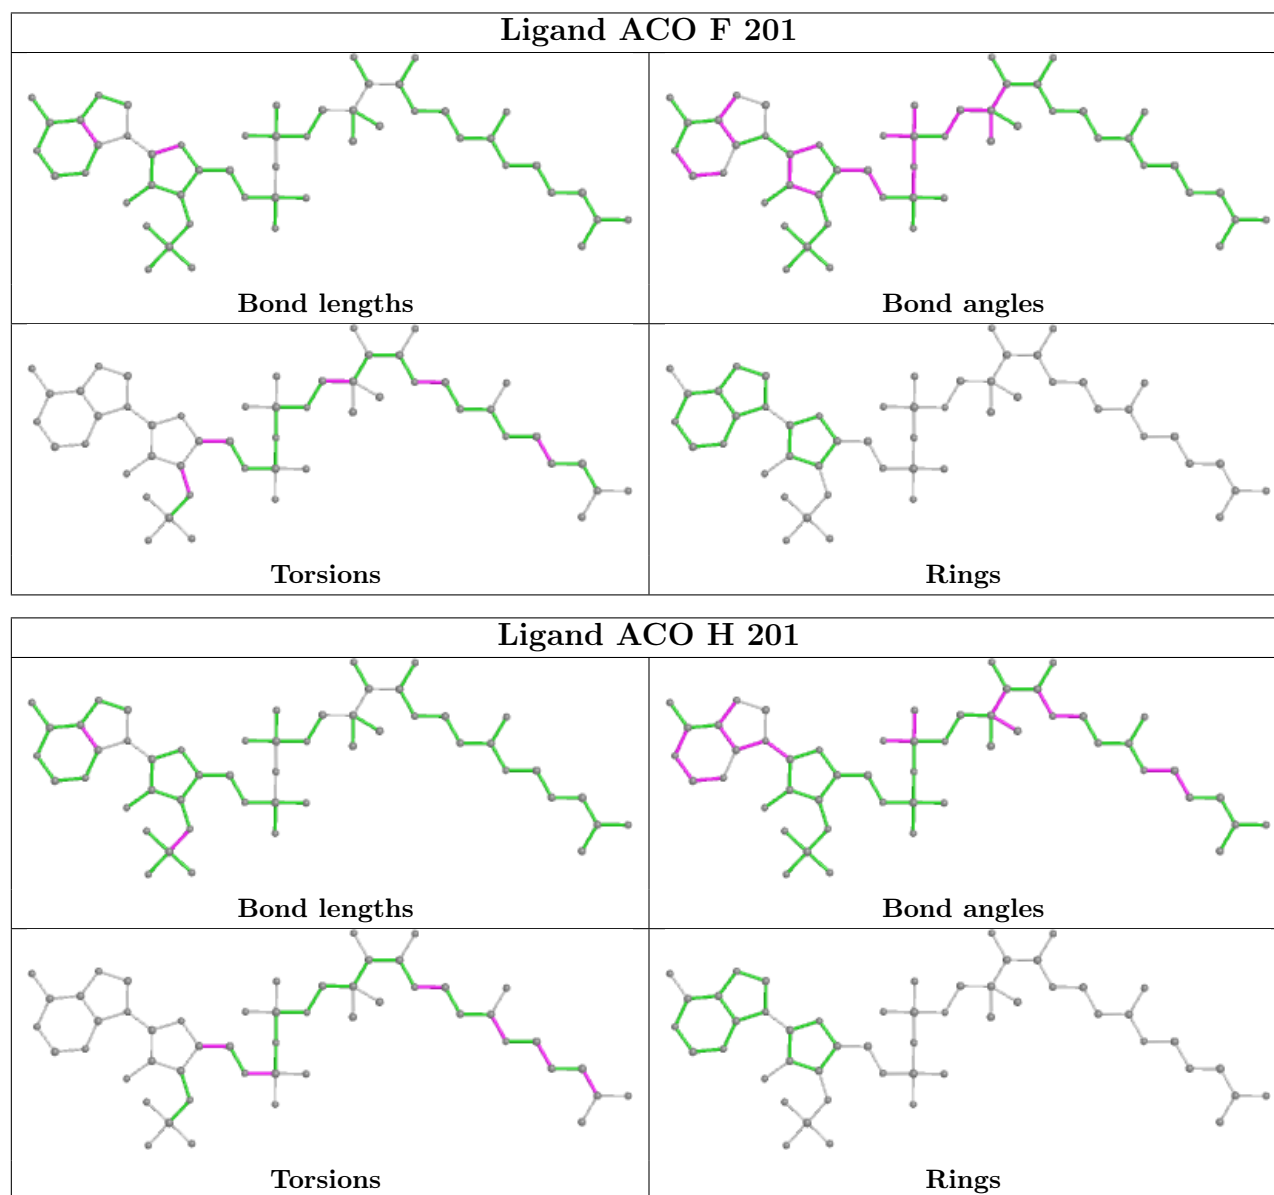 Ligand ACO F 201
Bond lengths
Bond angles
Torsions
Rings
Ligand ACO H 201
Bond lengths
Bond angles
Torsions
Rings